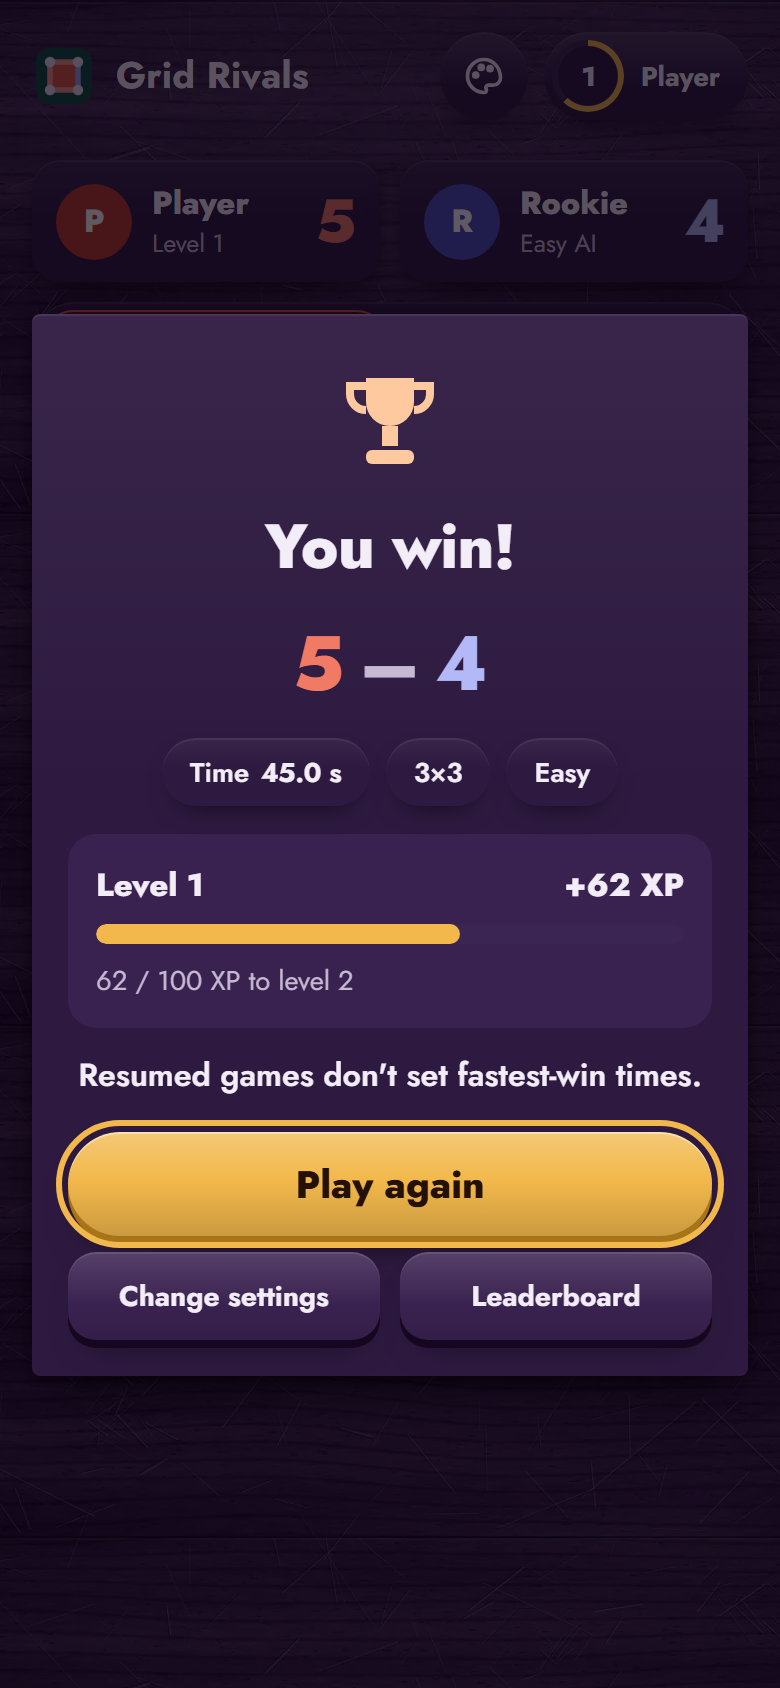 Grid Rivals
1
Player
P
Player
Level 1
5
R
Rookie
Easy AI
4
You win!
5 – 4
Time 45.0 s
3×3
Easy
Level 1
+62 XP
62 / 100 XP to level 2
Resumed games don't set fastest-win times.
Play again
Change settings
Leaderboard